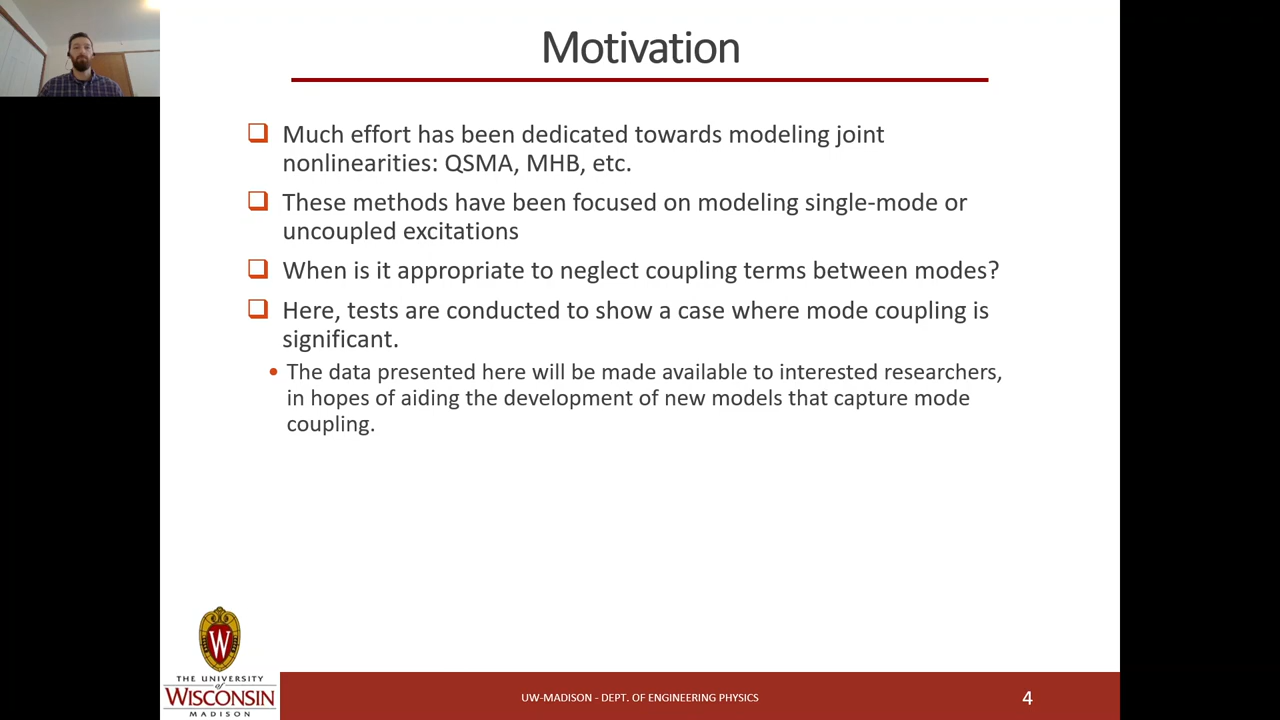 Motivation
Much effort has been dedicated towards modeling joint
nonlinearities: QSMA, MHB, etc.
These methods have been focused on modeling single-mode or
uncoupled excitations
When is it appropriate to neglect coupling terms between modes?
Here, tests are conducted to show a case where mode coupling is
significant.
The data presented here will be made available to interested researchers,
in hopes of aiding the development of new models that capture mode
coupling.
W
THE UNIVERSITY
of
WISCONSIN
MADISON
UW-MADISON - DEPT. OF ENGINEERING PHYSICS
4